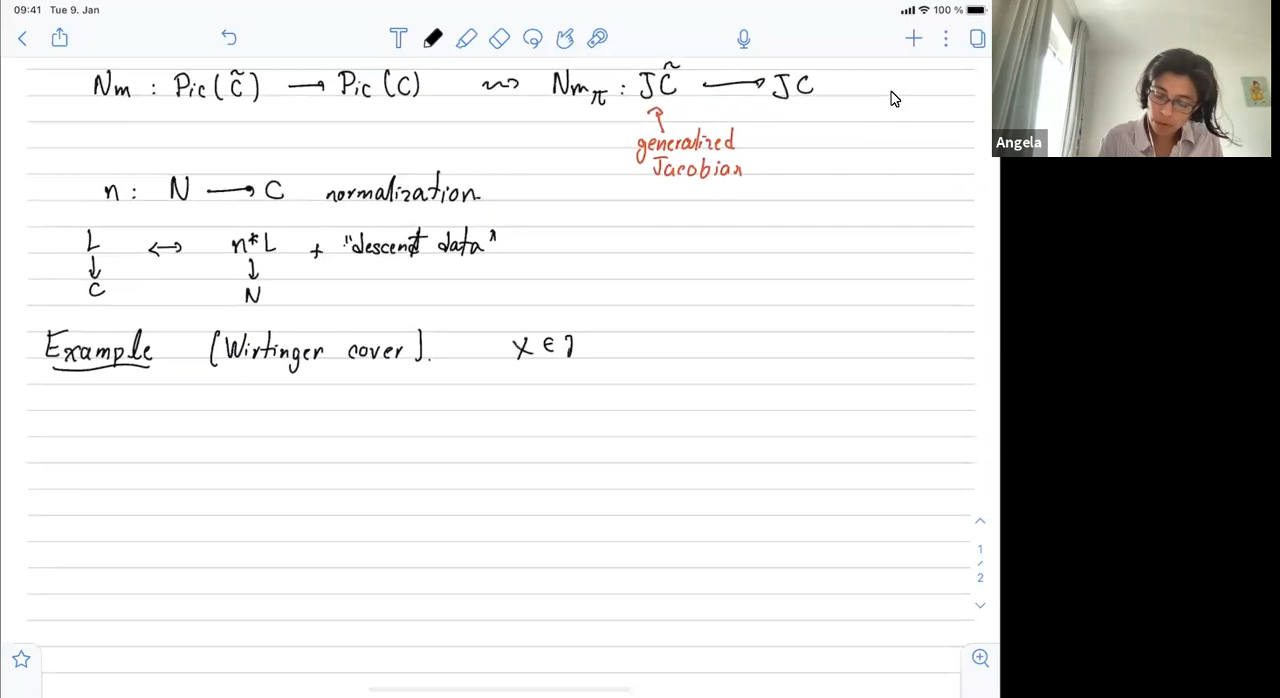 09:41 Tue 9. Jan 100 %
Angela
Nm : Pic(C̃) → Pic(C) ⇝ Nm_π : JC̃ → JC
↑
generalized
Jacobian
n : N → C normalization
L ↔ n*L + "descent data"
↓ ↓
C N
Example (Wirtinger cover). X ∈
1
/
2